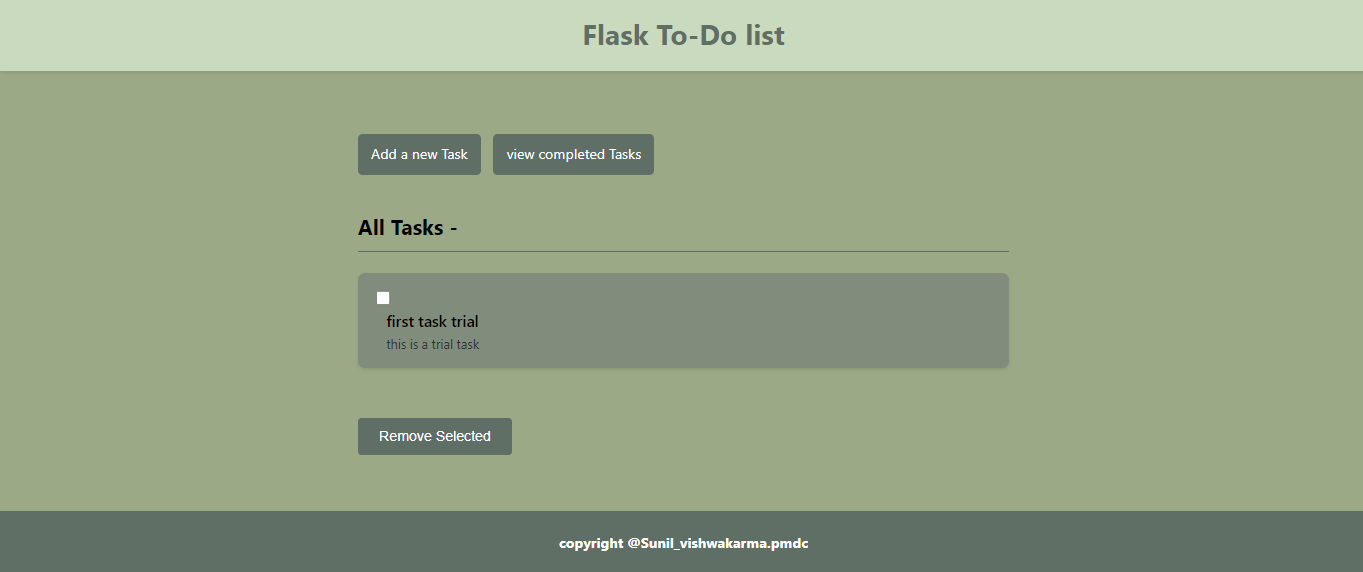 Flask To-Do list
Add a new Task
view completed Tasks
All Tasks -
first task trial
this is a trial task
Remove Selected
copyright @Sunil_vishwakarma.pmdc